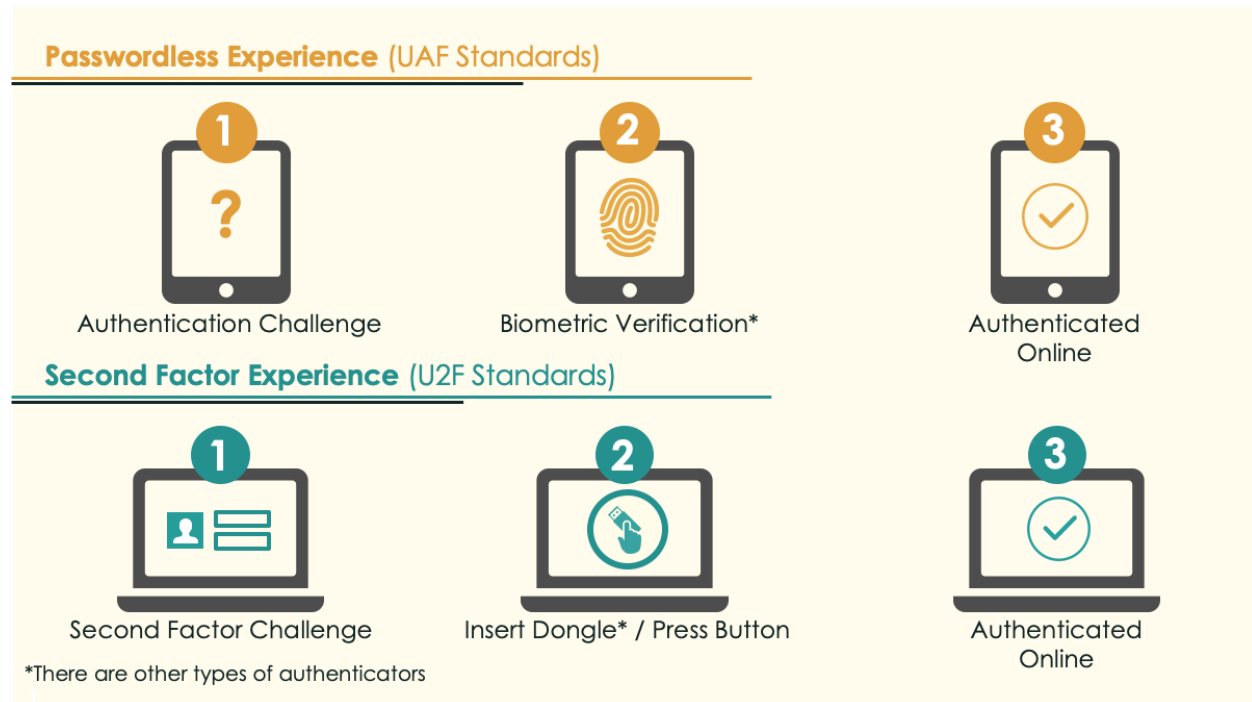 Passwordless Experience (UAF Standards)
1
2
3
?
Authentication Challenge
Biometric Verification*
Authenticated
Online
Second Factor Experience (U2F Standards)
1
2
3
Second Factor Challenge
Insert Dongle* / Press Button
Authenticated
Online
*There are other types of authenticators